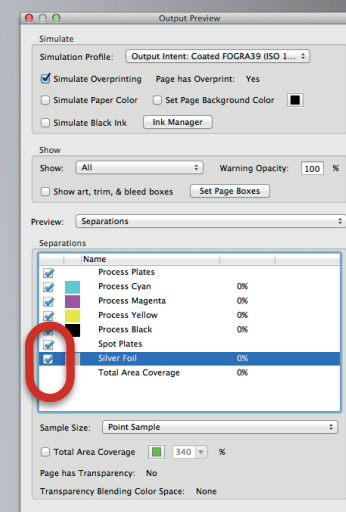 Output Preview
Simulate
Simulation Profile: Output Intent: Coated FOGRA39 (ISO 1...
Simulate Overprinting Page has Overprint: Yes
Simulate Paper Color Set Page Background Color
Simulate Black Ink Ink Manager
Show
Show: All Warning Opacity: 100 %
Show art, trim, & bleed boxes Set Page Boxes
Preview: Separations
Separations
Name
Process Plates
Process Cyan 0%
Process Magenta 0%
Process Yellow 0%
Process Black 0%
Spot Plates
Silver Foil 0%
Total Area Coverage 0%
Sample Size: Point Sample
Total Area Coverage 340 %
Page has Transparency: No
Transparency Blending Color Space: None